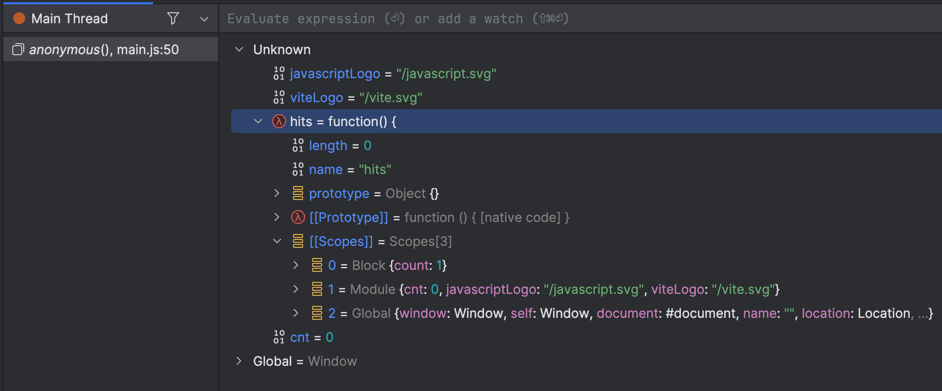 Main Thread
Evaluate expression (⏎) or add a watch (⇧⌘⏎)
anonymous(), main.js:50
Unknown
javascriptLogo = "/javascript.svg"
viteLogo = "/vite.svg"
hits = function() {
length = 0
name = "hits"
prototype = Object {}
[[Prototype]] = function () { [native code] }
[[Scopes]] = Scopes[3]
0 = Block {count: 1}
1 = Module {cnt: 0, javascriptLogo: "/javascript.svg", viteLogo: "/vite.svg"}
2 = Global {window: Window, self: Window, document: #document, name: "", location: Location, ...}
cnt = 0
Global = Window